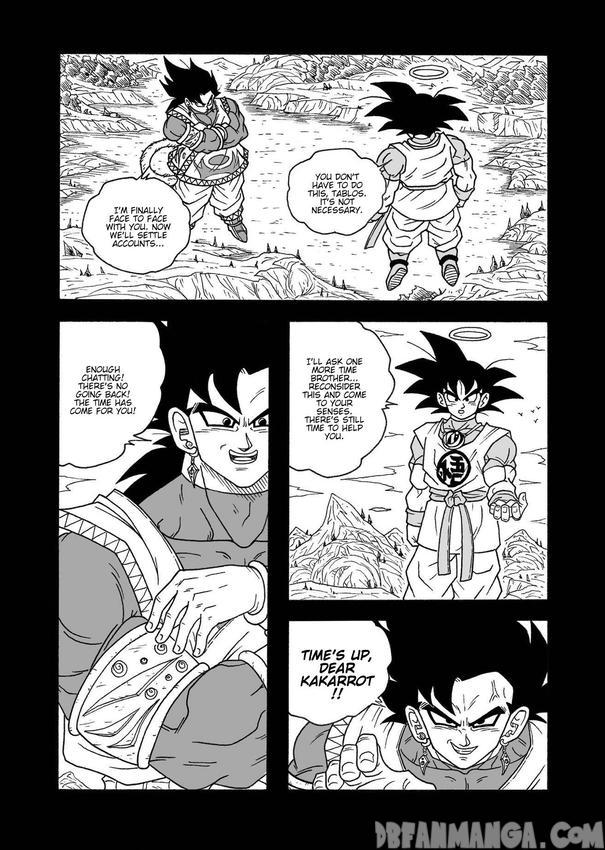 YOU DON'T
HAVE TO DO
THIS, TABLOS.
IT'S NOT
NECESSARY.
I'M FINALLY
FACE TO FACE
WITH YOU. NOW
WE'LL SETTLE
ACCOUNTS...
ENOUGH
CHATTING!
THERE'S NO
GOING BACK!
THE TIME HAS
COME FOR YOU!
I'LL ASK ONE
MORE TIME
BROTHER...
RECONSIDER
THIS AND COME
TO YOUR
SENSES.
THERE'S STILL
TIME TO HELP
YOU.
悟
TIME'S UP,
DEAR
KAKARROT
!!
DBFANMANGA.COM